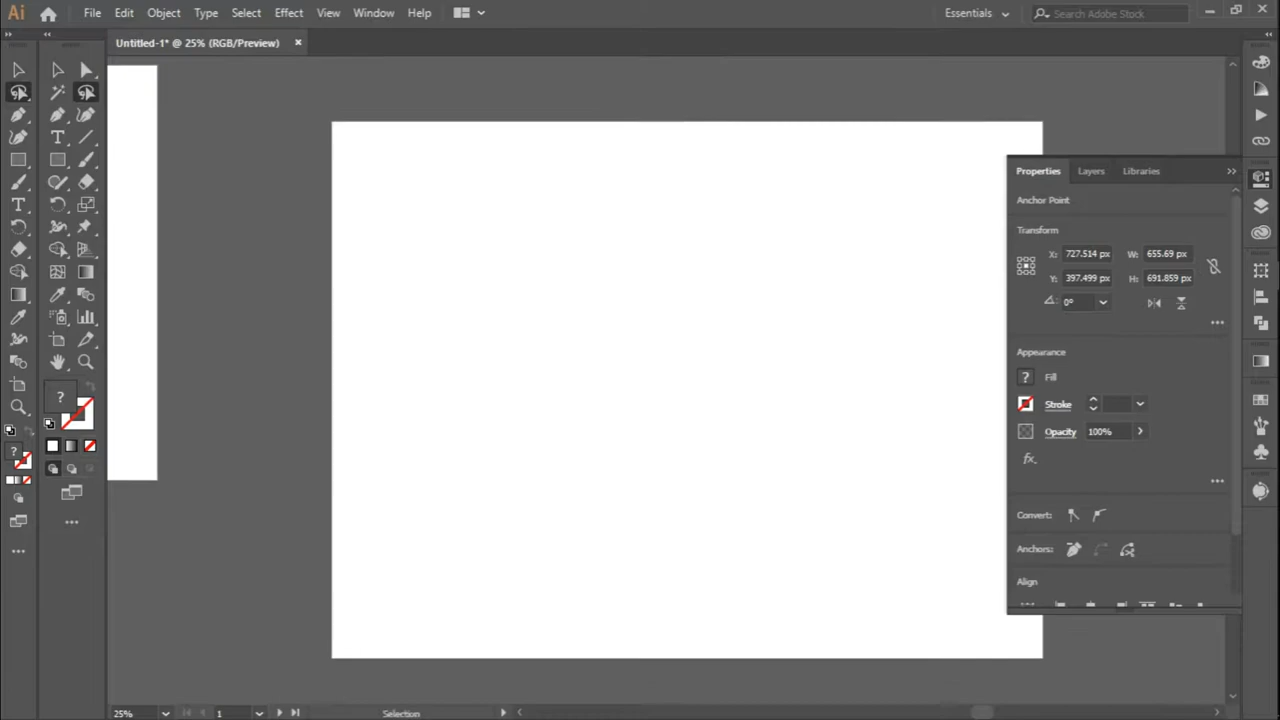 Ai File Edit Object Type Select Effect View Window Help Essentials Search Adobe Stock
Untitled-1* @ 25% (RGB/Preview)
Properties Layers Libraries
Anchor Point
Transform
X: 727.514 px W: 655.69 px
Y: 397.499 px H: 691.859 px
0°
Appearance
? Fill
Stroke
Opacity 100%
fx.
Convert:
Anchors:
Align
25% 1 Selection